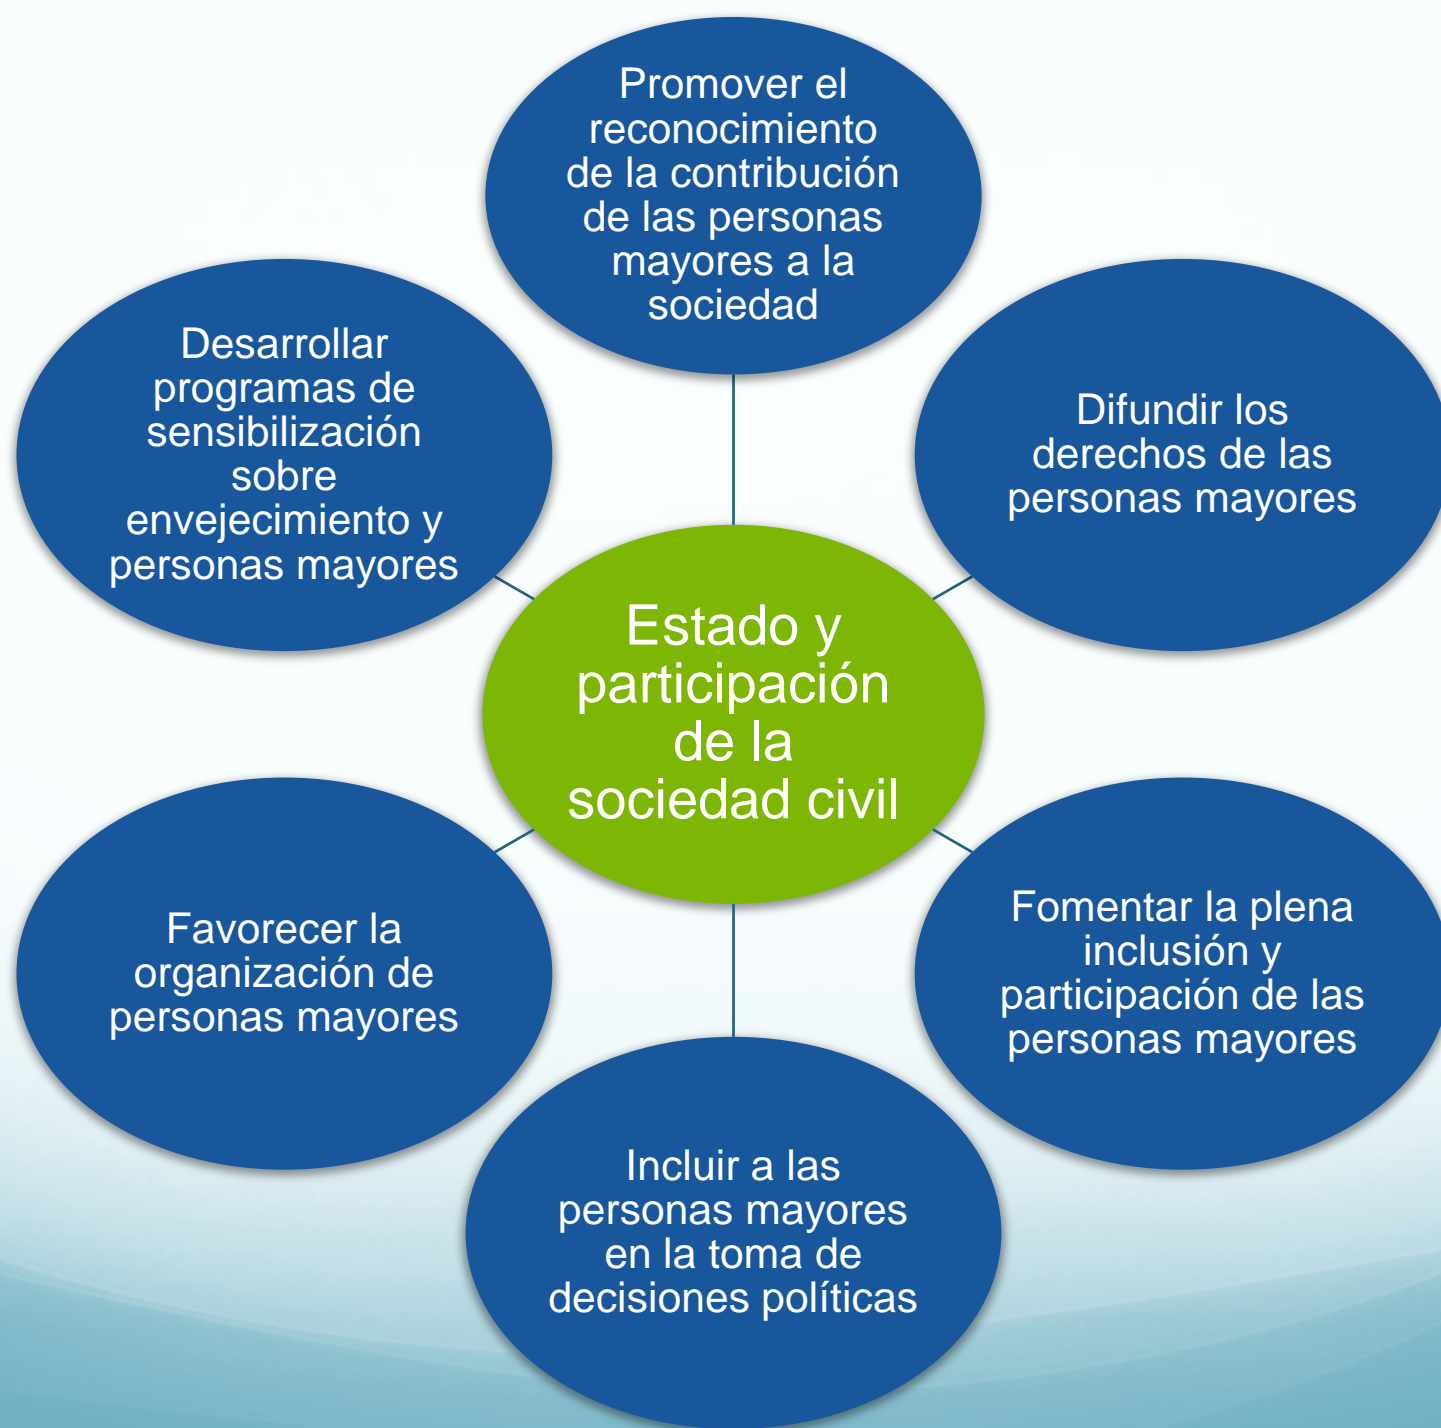 Promover el
reconocimiento
de la contribución
de las personas
mayores a la
sociedad
Difundir los
derechos de las
personas mayores
Fomentar la plena
inclusión y
participación de las
personas mayores
Incluir a las
personas mayores
en la toma de
decisiones políticas
Favorecer la
organización de
personas mayores
Desarrollar
programas de
sensibilización
sobre
envejecimiento y
personas mayores
Estado y
participación
de la
sociedad civil